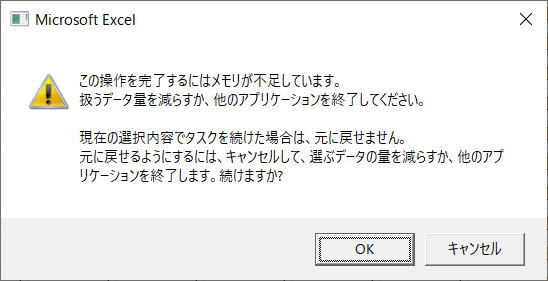 Microsoft Excel
この操作を完了するにはメモリが不足しています。
扱うデータ量を減らすか、他のアプリケーションを終了してください。
現在の選択内容でタスクを続けた場合は、元に戻せません。
元に戻せるようにするには、キャンセルして、選ぶデータの量を減らすか、他のアプ
リケーションを終了します。続けますか?
OK
キャンセル